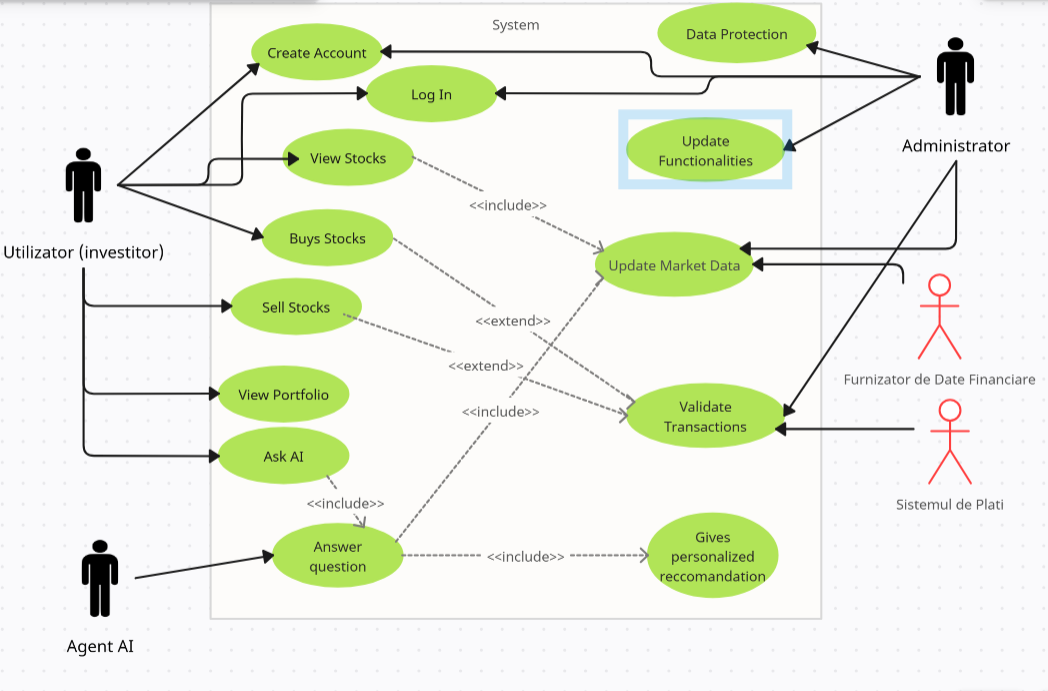 System
Data Protection
Create Account
Log In
Update
Functionalities
Administrator
View Stocks
<<include>>
Utilizator (investitor)
Buys Stocks
Update Market Data
Sell Stocks
<<extend>>
<<extend>>
Furnizator de Date Financiare
View Portfolio
<<include>>
Validate
Transactions
Ask AI
<<include>>
Sistemul de Plati
Answer
question
<<include>>
Gives
personalized
reccomandation
Agent AI